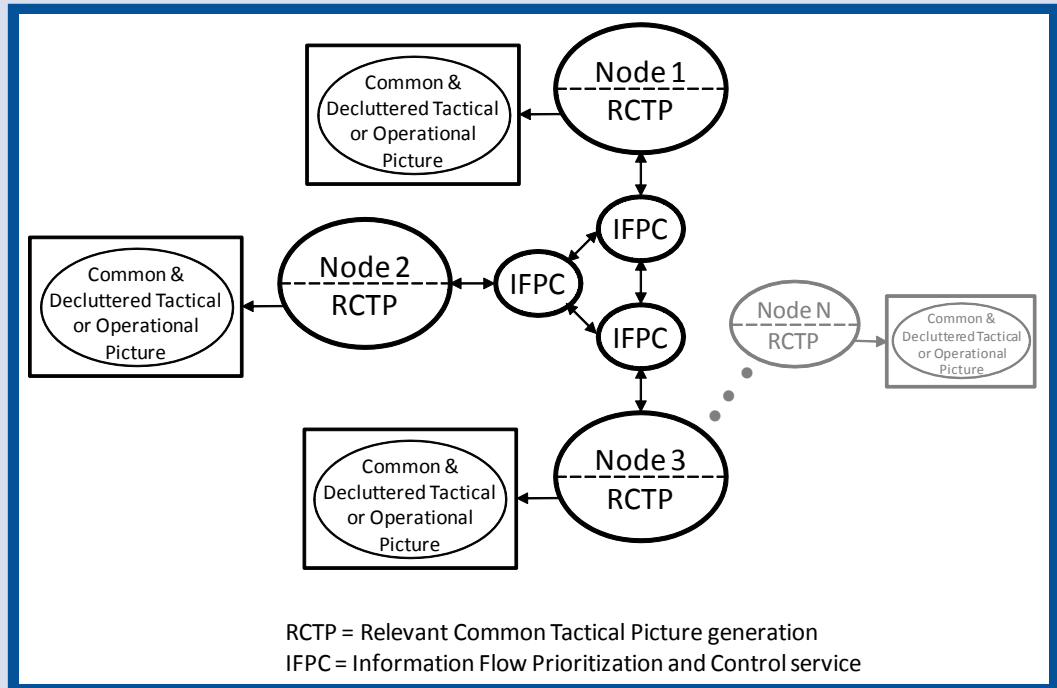 Node 1
RCTP
Common &
Decluttered Tactical
or Operational
Picture
IFPC
Node 2
RCTP
Common &
Decluttered Tactical
or Operational
Picture
IFPC
IFPC
Node N
RCTP
Common &
Decluttered Tactical
or Operational
Picture
Node 3
RCTP
Common &
Decluttered Tactical
or Operational
Picture
RCTP = Relevant Common Tactical Picture generation
IFPC = Information Flow Prioritization and Control service